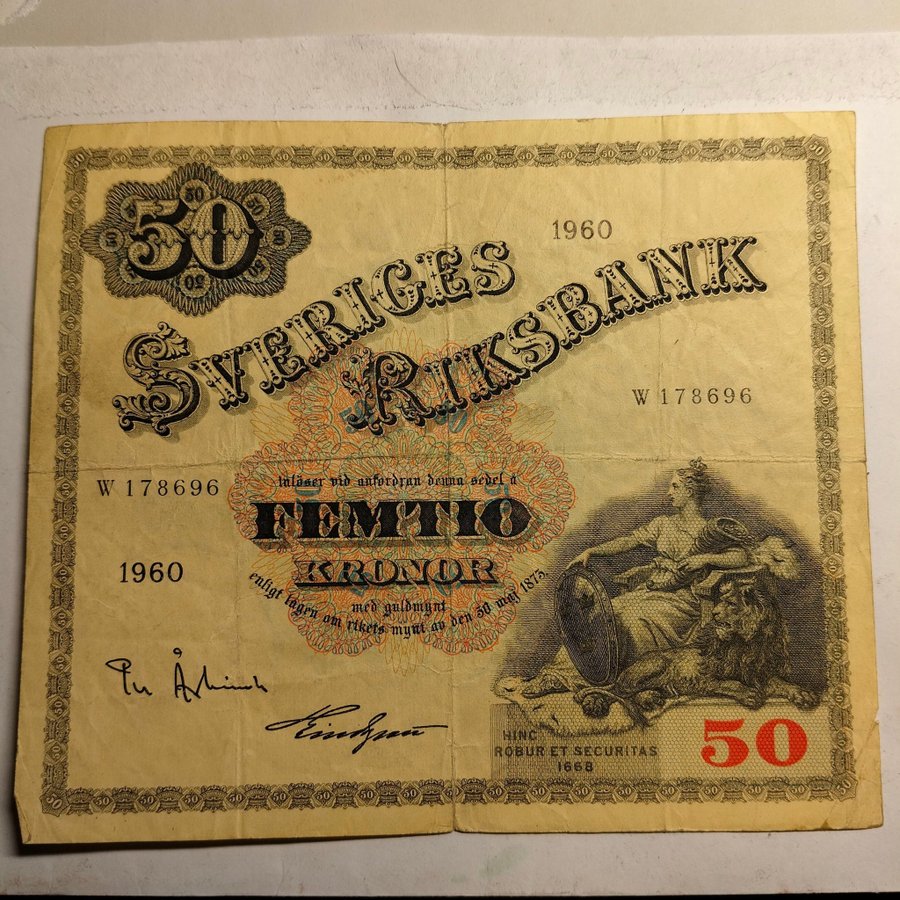 50
1960
SVERIGES
RIKSBANK
W 178696
W 178696
inlöser vid anfordran denna sedel å
FEMTIO
KRONOR
1960
med guldmynt
enligt lagen om rikets mynt av den 30 maj 1873.
HINC
ROBUR ET SECURITAS
1668
50